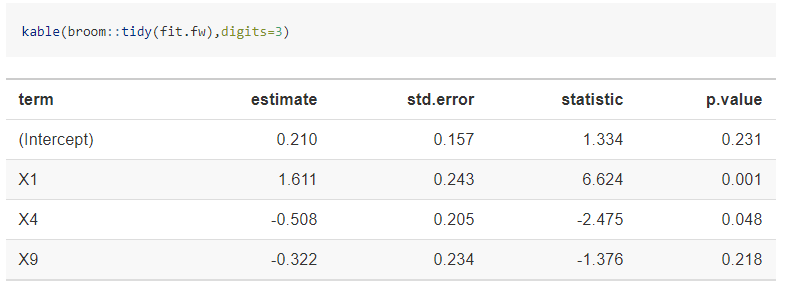 kable(broom::tidy(fit.fw),digits=3)
term estimate std.error statistic p.value
(Intercept) 0.210 0.157 1.334 0.231
X1 1.611 0.243 6.624 0.001
X4 -0.508 0.205 -2.475 0.048
X9 -0.322 0.234 -1.376 0.218